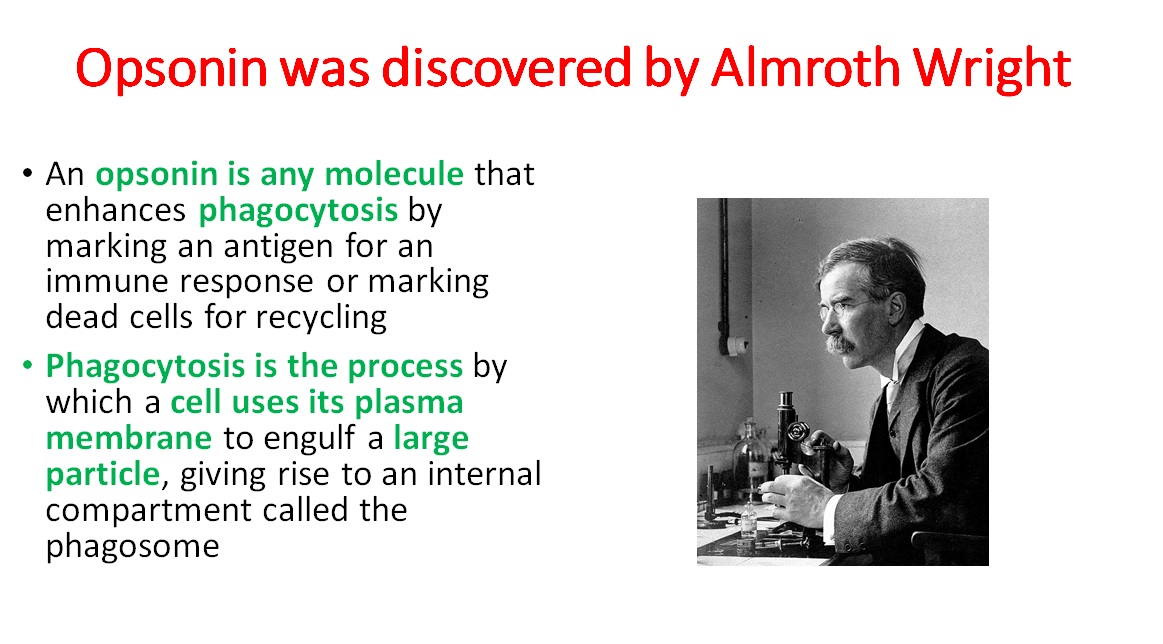 Opsonin was discovered by Almroth Wright
• An opsonin is any molecule that
enhances phagocytosis by
marking an antigen for an
immune response or marking
dead cells for recycling
• Phagocytosis is the process by
which a cell uses its plasma
membrane to engulf a large
particle, giving rise to an internal
compartment called the
phagosome